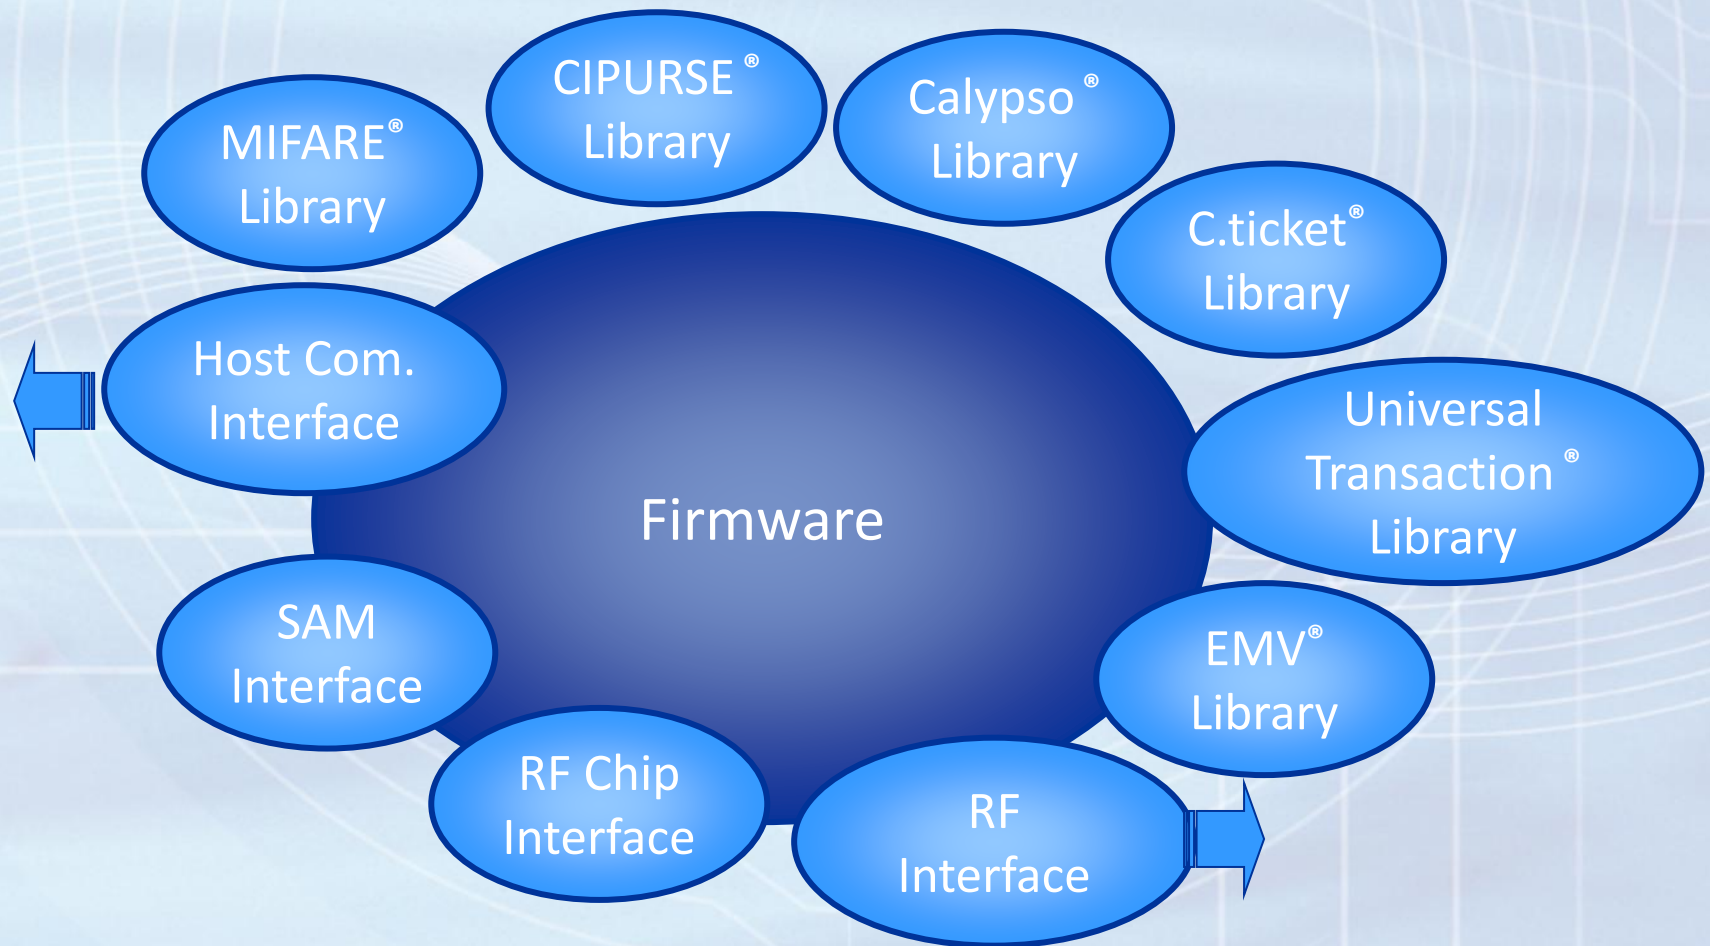 CIPURSE ®
Library
Calypso ®
Library
MIFARE®
Library
C.ticket®
Library
Host Com.
Interface
Universal
Transaction ®
Library
Firmware
SAM
Interface
EMV®
Library
RF Chip
Interface
RF
Interface